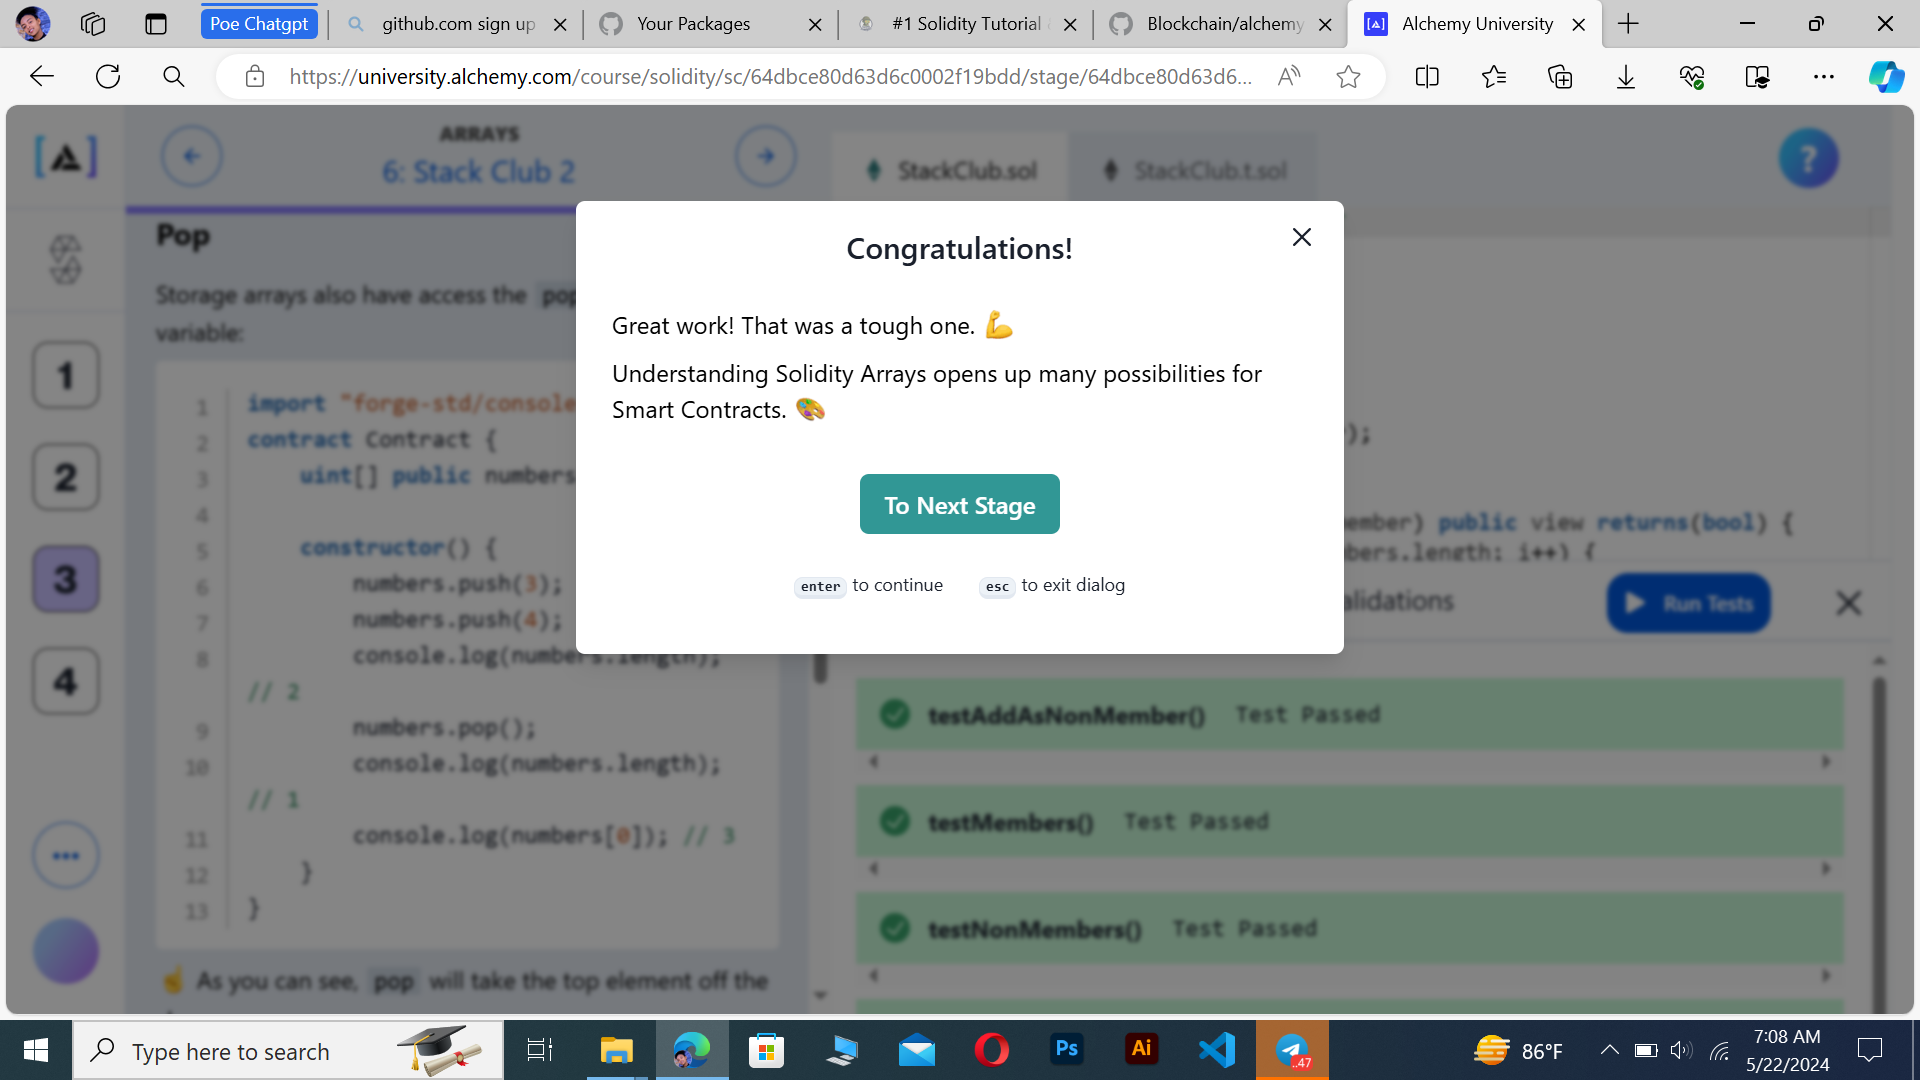 Poe Chatgpt
github.com sign up
Your Packages
#1 Solidity Tutorial
Blockchain/alchemy
[A] Alchemy University
https://university.alchemy.com/course/solidity/sc/64dbce80d63d6c0002f19bdd/stage/64dbce80d63d6...
ARRAYS
6: Stack Club 2
StackClub.sol
StackClub.t.sol
?
Pop
Storage arrays also have access the pop
variable:
1
2
3
4
1 import "forge-std/console
2 contract Contract {
3 uint[] public numbers
4
5 constructor() {
6 numbers.push(3);
7 numbers.push(4);
8 console.log(numbers.length);
// 2
9 numbers.pop();
10 console.log(numbers.length);
// 1
11 console.log(numbers[0]); // 3
12 }
13 }
☝ As you can see, pop will take the top element off the
Congratulations!
Great work! That was a tough one. 💪
Understanding Solidity Arrays opens up many possibilities for
Smart Contracts. 🎨
To Next Stage
enter to continue
esc to exit dialog
);
member) public view returns(bool) {
mbers.length; i++) {
alidations
Run Tests
testAddAsNonMember() Test Passed
testMembers() Test Passed
testNonMembers() Test Passed
Type here to search
Ps
Ai
..47
86°F
7:08 AM
5/22/2024